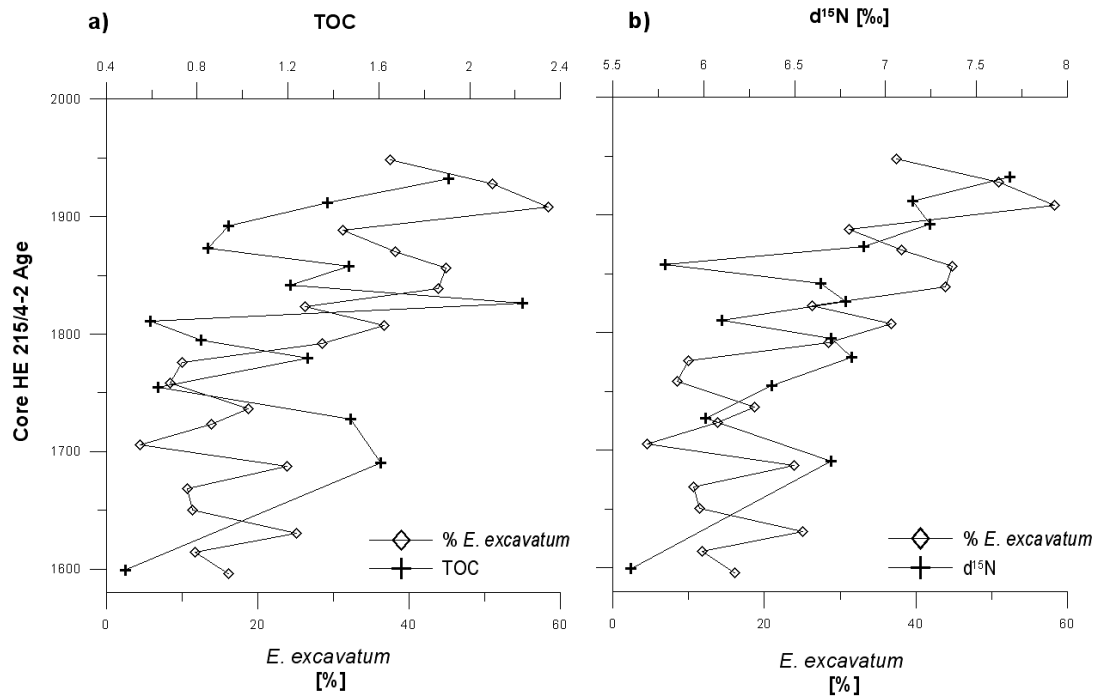 a)
TOC
0.4 0.8 1.2 1.6 2 2.4
2000
1900
1800
1700
1600
Core HE 215/4-2 Age
% E. excavatum
TOC
0 20 40 60
E. excavatum
[%]
b)
d¹⁵N [‰]
5.5 6 6.5 7 7.5 8
% E. excavatum
d¹⁵N
0 20 40 60
E. excavatum
[%]